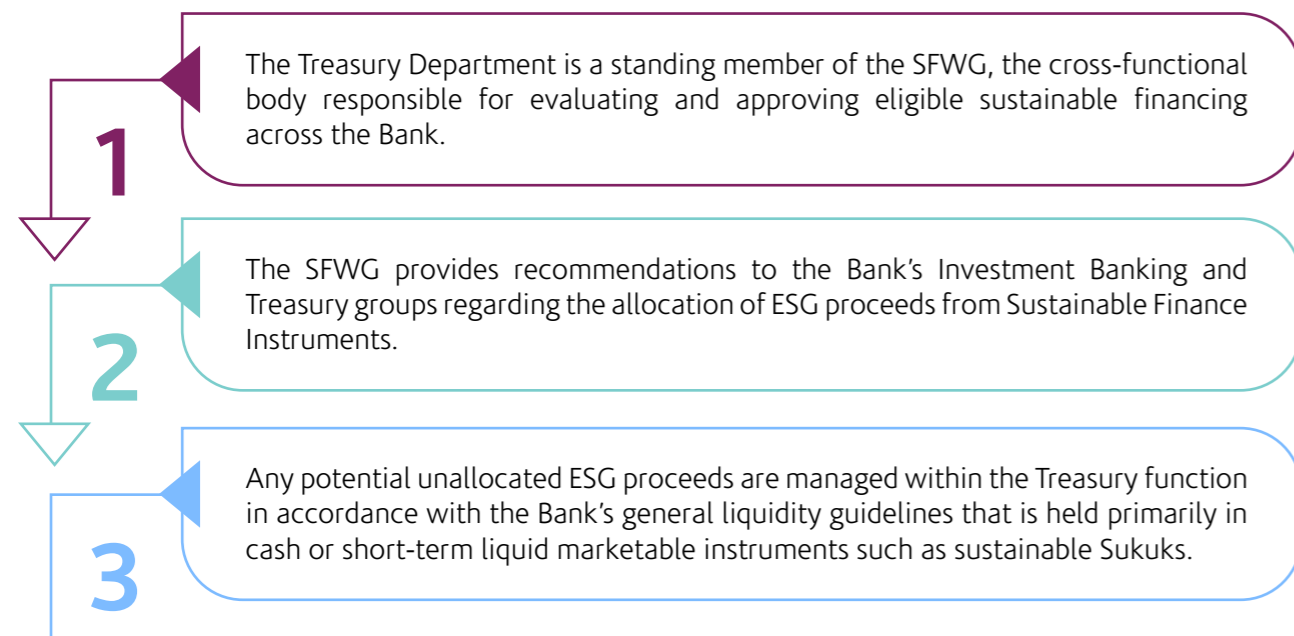 The Treasury Department is a standing member of the SFWG, the cross-functional
body responsible for evaluating and approving eligible sustainable financing
across the Bank.
1
The SFWG provides recommendations to the Bank’s Investment Banking and
Treasury groups regarding the allocation of ESG proceeds from Sustainable Finance
Instruments.
2
Any potential unallocated ESG proceeds are managed within the Treasury function
in accordance with the Bank’s general liquidity guidelines that is held primarily in
cash or short-term liquid marketable instruments such as sustainable Sukuks.
3